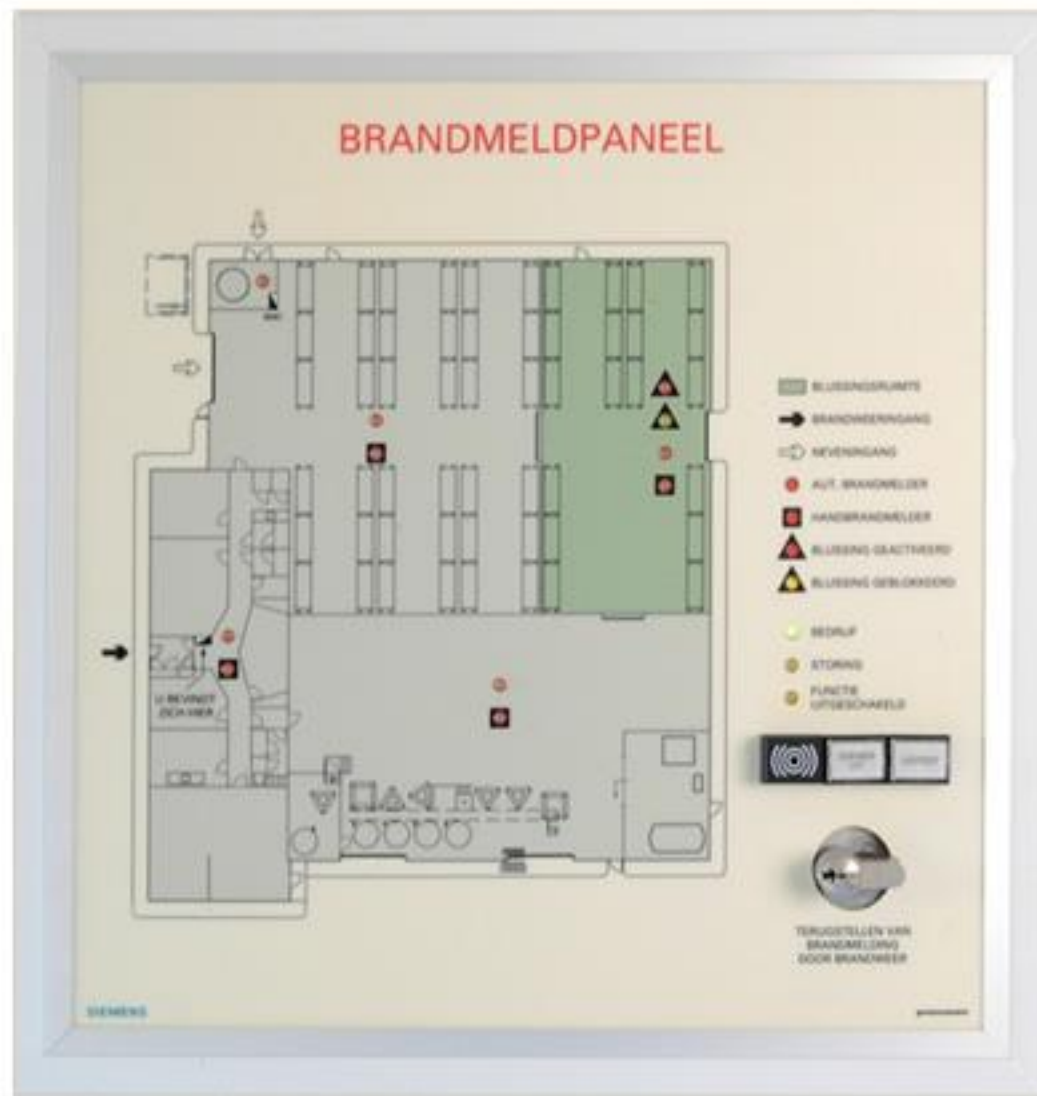 BRANDMELDPANEEL
BLUSSINGSRUIMTE
BRANDWEERINGANG
NEVENINGANG
AUT. BRANDMELDER
HANDBRANDMELDER
BLUSSING GEACTIVEERD
BLUSSING GEBLOKKEERD
BEDRIJF
STORING
FUNCTIE
UITGESCHAKELD
U BEVINDT
ZICH HIER
TERUGSTELLEN VAN
BRANDMELDING
DOOR BRANDWEER
SIEMENS